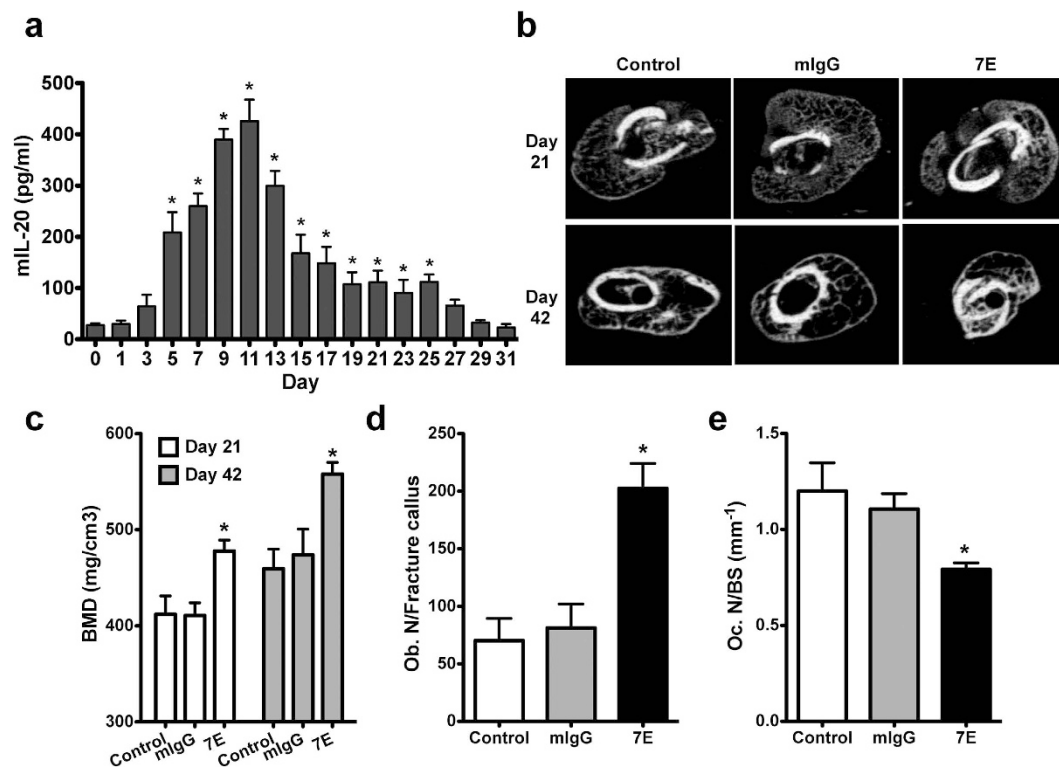 a
mIL-20 (pg/ml)
500
400
300
200
100
0
* * * * * * * * * * *
0 1 3 5 7 9 11 13 15 17 19 21 23 25 27 29 31
Day
b
Control mIgG 7E
Day
21
Day
42
c
BMD (mg/cm3)
600
500
400
300
Day 21
Day 42
* *
Control mIgG 7E Control mIgG 7E
d
Ob. N/Fracture callus
250
200
150
100
50
0
*
Control mIgG 7E
e
Oc. N/BS (mm⁻¹)
1.5
1.0
0.5
0.0
*
Control mIgG 7E